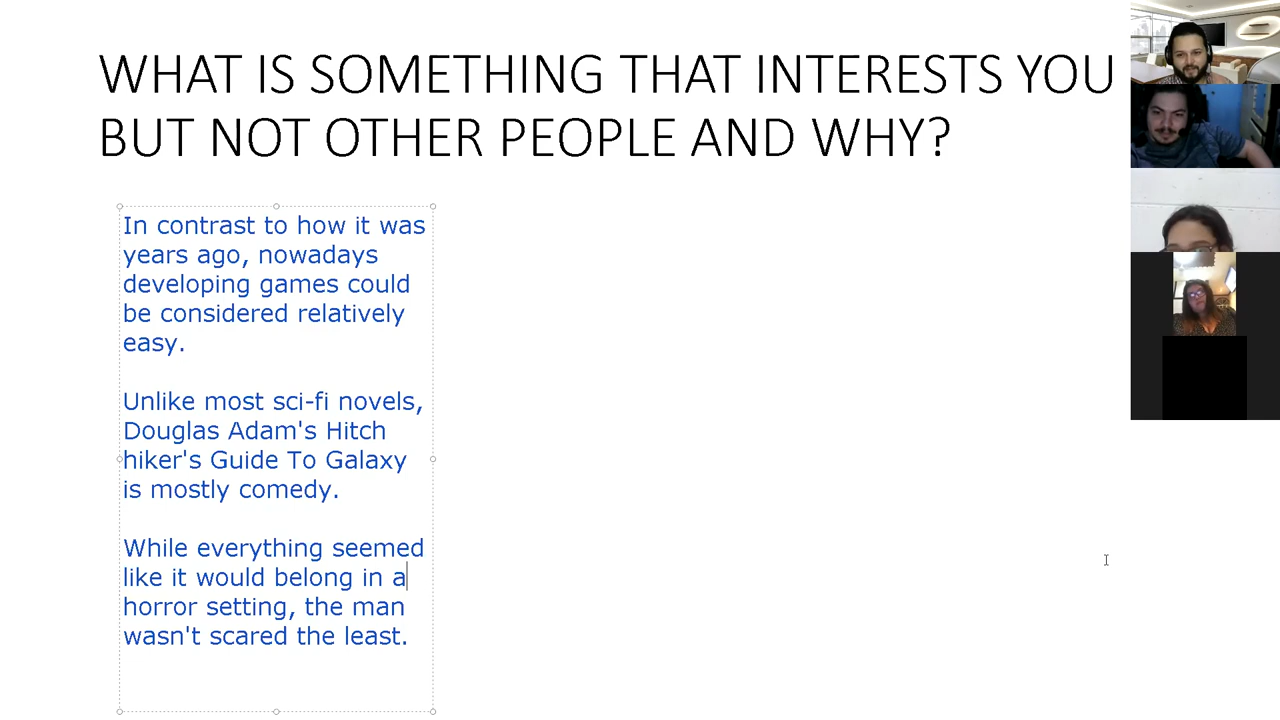 WHAT IS SOMETHING THAT INTERESTS YOU
BUT NOT OTHER PEOPLE AND WHY?
In contrast to how it was
years ago, nowadays
developing games could
be considered relatively
easy.
Unlike most sci-fi novels,
Douglas Adam's Hitch
hiker's Guide To Galaxy
is mostly comedy.
While everything seemed
like it would belong in a
horror setting, the man
wasn't scared the least.